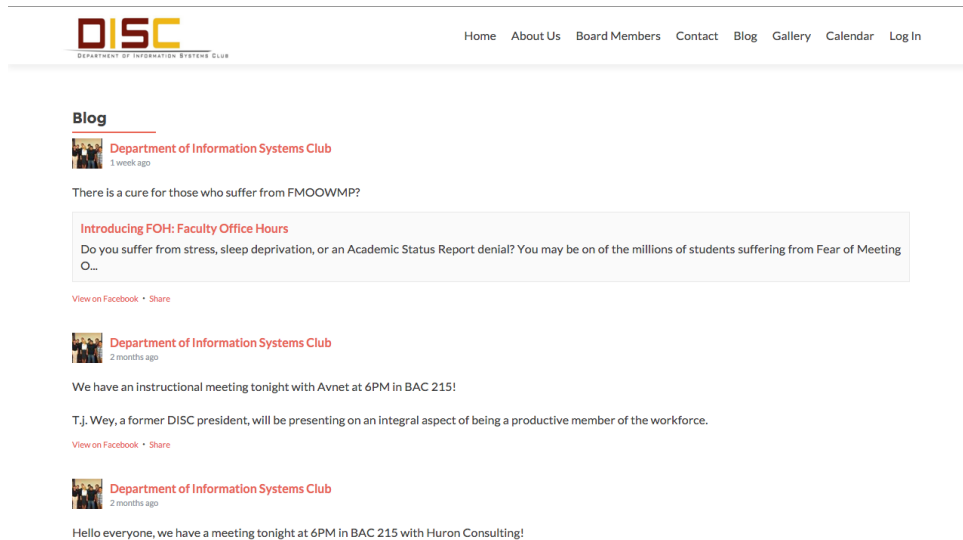 DISC
DEPARTMENT OF INFORMATION SYSTEMS CLUB
Home About Us Board Members Contact Blog Gallery Calendar Log In
Blog
Department of Information Systems Club
1 week ago
There is a cure for those who suffer from FMOOWMP?
Introducing FOH: Faculty Office Hours
Do you suffer from stress, sleep deprivation, or an Academic Status Report denial? You may be on of the millions of students suffering from Fear of Meeting
O...
View on Facebook · Share
Department of Information Systems Club
2 months ago
We have an instructional meeting tonight with Avnet at 6PM in BAC 215!
T.j. Wey, a former DISC president, will be presenting on an integral aspect of being a productive member of the workforce.
View on Facebook · Share
Department of Information Systems Club
2 months ago
Hello everyone, we have a meeting tonight at 6PM in BAC 215 with Huron Consulting!